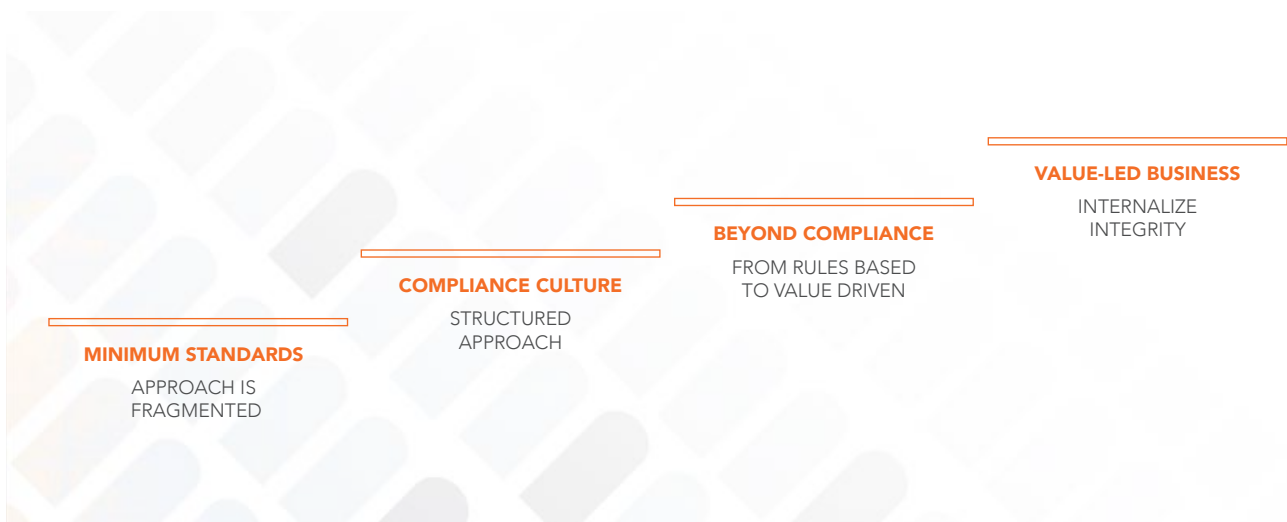 MINIMUM STANDARDS
APPROACH IS
FRAGMENTED
COMPLIANCE CULTURE
STRUCTURED
APPROACH
BEYOND COMPLIANCE
FROM RULES BASED
TO VALUE DRIVEN
VALUE-LED BUSINESS
INTERNALIZE
INTEGRITY